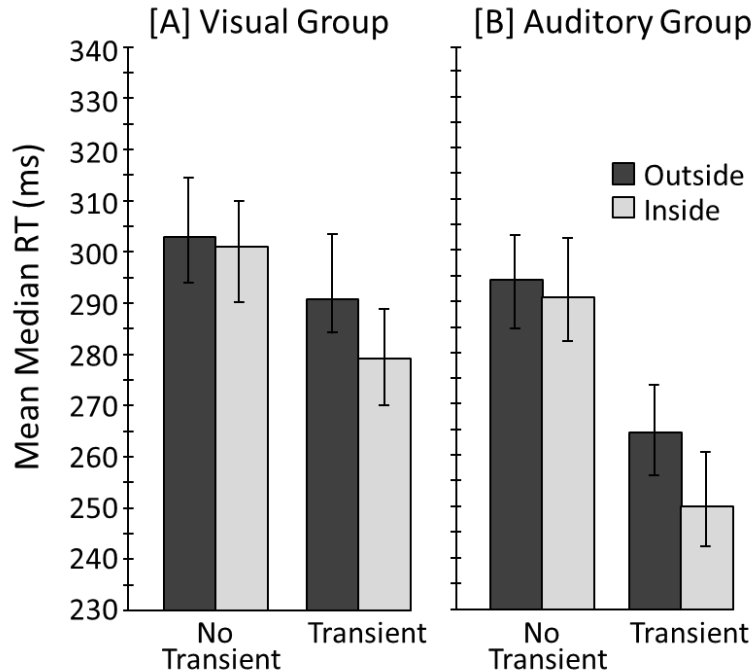 [A] Visual Group
[B] Auditory Group
Mean Median RT (ms)
340
330
320
310
300
290
280
270
260
250
240
230
Outside
Inside
No
Transient
Transient
No
Transient
Transient